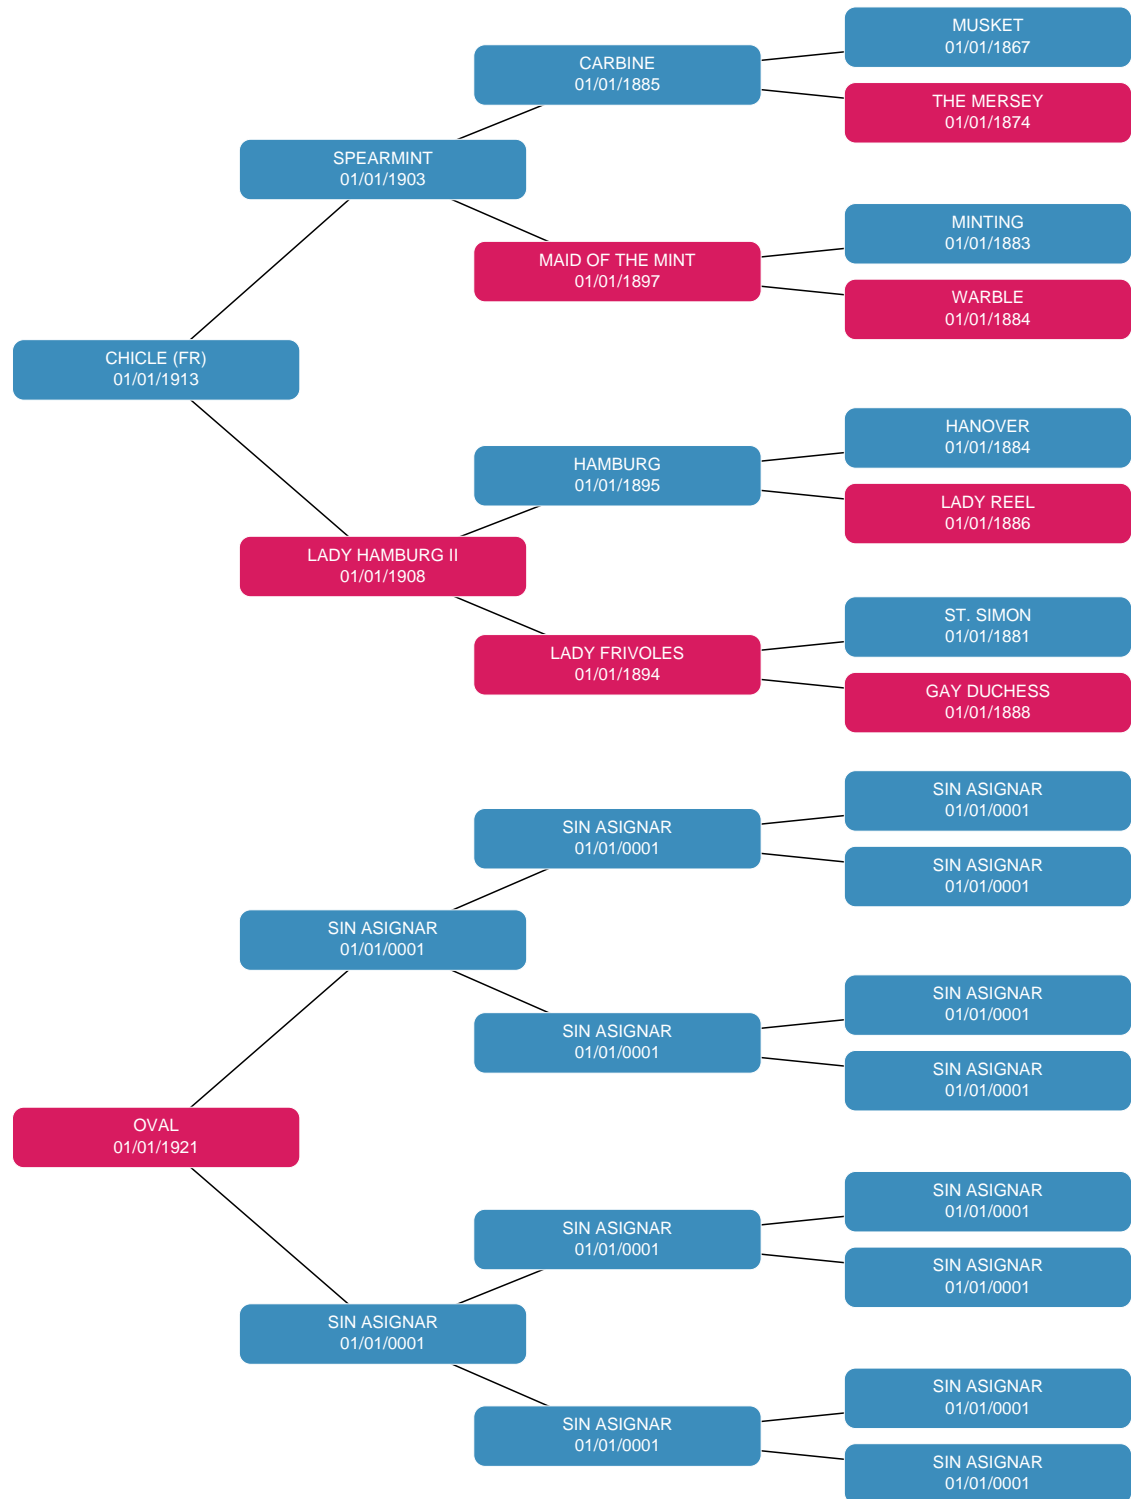 MUSKET
01/01/1867
CARBINE
01/01/1885
THE MERSEY
01/01/1874
SPEARMINT
01/01/1903
MINTING
01/01/1883
MAID OF THE MINT
01/01/1897
WARBLE
01/01/1884
CHICLE (FR)
01/01/1913
HANOVER
01/01/1884
HAMBURG
01/01/1895
LADY REEL
01/01/1886
LADY HAMBURG II
01/01/1908
ST. SIMON
01/01/1881
LADY FRIVOLES
01/01/1894
GAY DUCHESS
01/01/1888
SIN ASIGNAR
01/01/0001
SIN ASIGNAR
01/01/0001
SIN ASIGNAR
01/01/0001
SIN ASIGNAR
01/01/0001
SIN ASIGNAR
01/01/0001
SIN ASIGNAR
01/01/0001
SIN ASIGNAR
01/01/0001
OVAL
01/01/1921
SIN ASIGNAR
01/01/0001
SIN ASIGNAR
01/01/0001
SIN ASIGNAR
01/01/0001
SIN ASIGNAR
01/01/0001
SIN ASIGNAR
01/01/0001
SIN ASIGNAR
01/01/0001
SIN ASIGNAR
01/01/0001